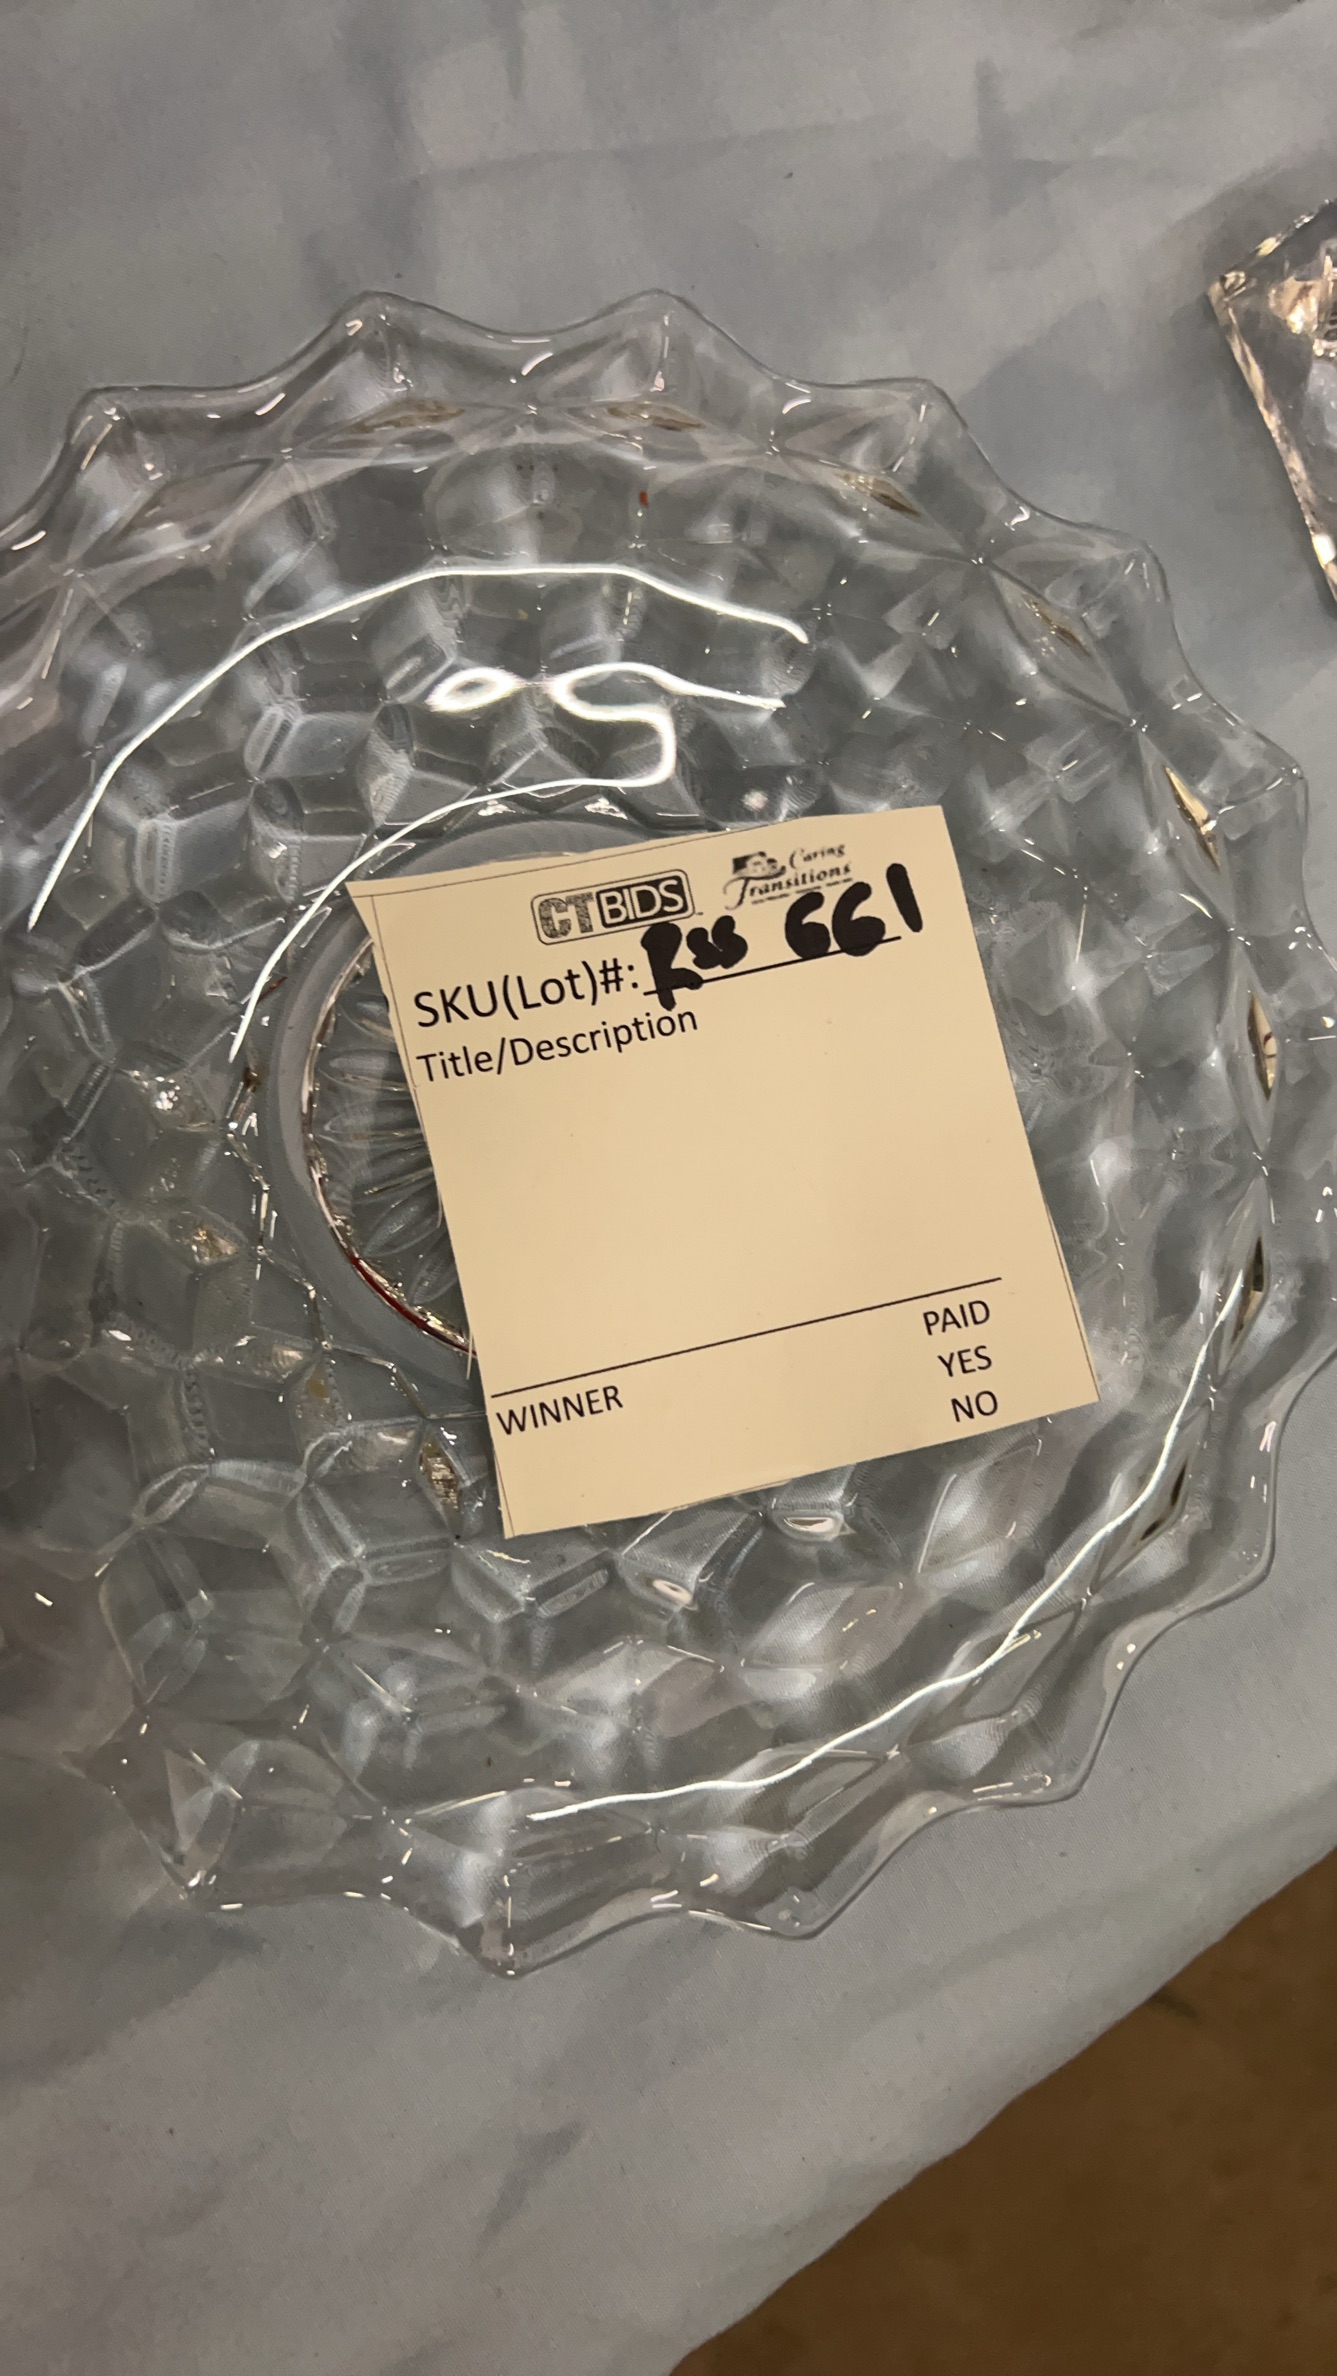 CTBIDS Caring Transitions
SKU(Lot)#: Rss 661
Title/Description
PAID
YES
WINNER NO